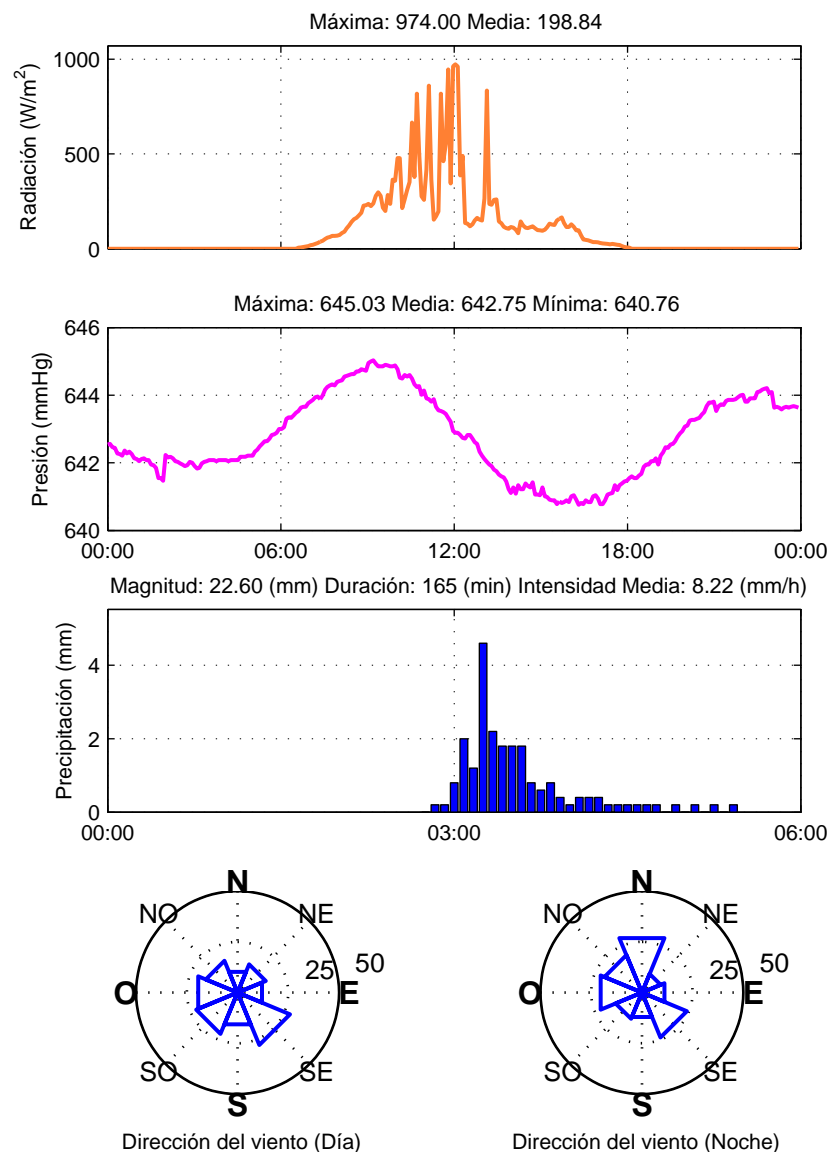 Máxima: 974.00 Media: 198.84
1000
500
0
Radiación (W/m²)
Máxima: 645.03 Media: 642.75 Mínima: 640.76
646
644
642
640
Presión (mmHg)
00:00 06:00 12:00 18:00 00:00
Magnitud: 22.60 (mm) Duración: 165 (min) Intensidad Media: 8.22 (mm/h)
4
2
0
Precipitación (mm)
00:00 03:00 06:00
N NE E SE S SO O NO 25 50
Dirección del viento (Día)
N NE E SE S SO O NO 25 50
Dirección del viento (Noche)